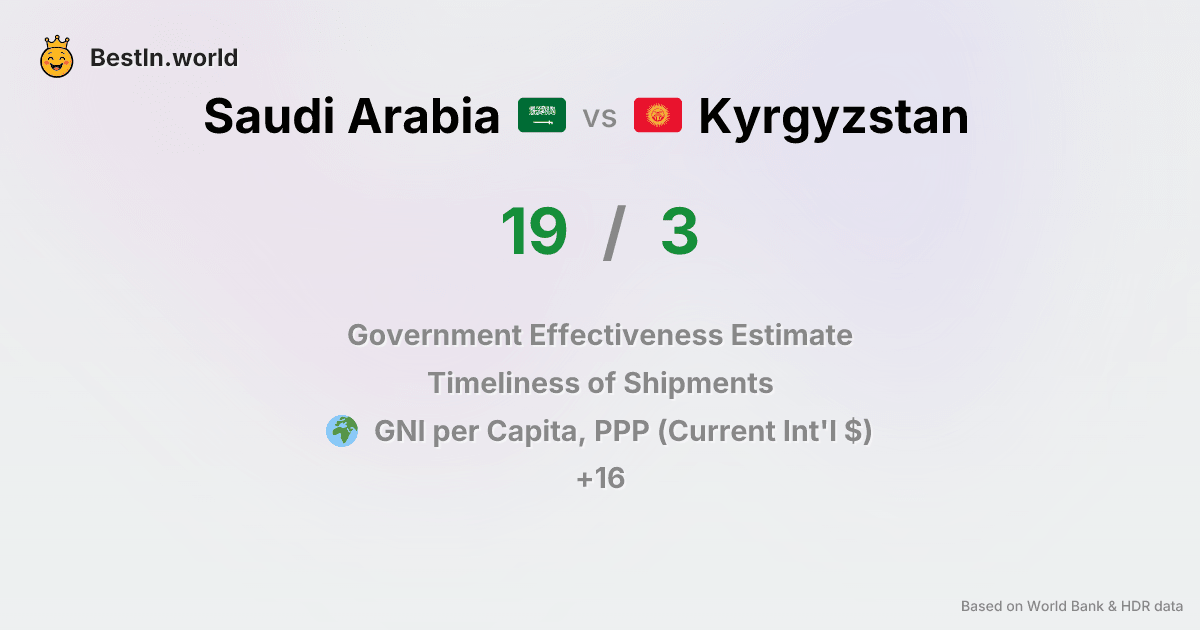 BestIn.world
Saudi Arabia vs Kyrgyzstan
19 / 3
Government Effectiveness Estimate
Timeliness of Shipments
GNI per Capita, PPP (Current Int'l $)
+16
Based on World Bank & HDR data